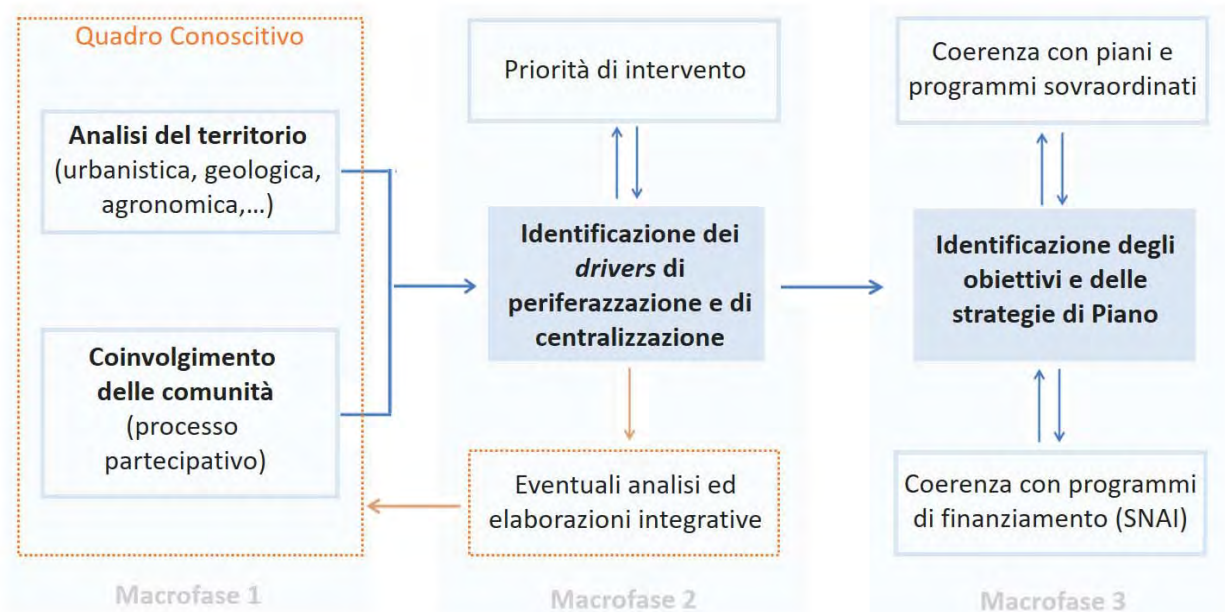 Quadro Conoscitivo
Analisi del territorio
(urbanistica, geologica,
agronomica,...)
Coinvolgimento
delle comunità
(processo
partecipativo)
Macrofase 1
Priorità di intervento
Identificazione dei
drivers di
periferazzazione e di
centralizzazione
Eventuali analisi ed
elaborazioni integrative
Macrofase 2
Coerenza con piani e
programmi sovraordinati
Identificazione degli
obiettivi e delle
strategie di Piano
Coerenza con programmi
di finanziamento (SNAI)
Macrofase 3